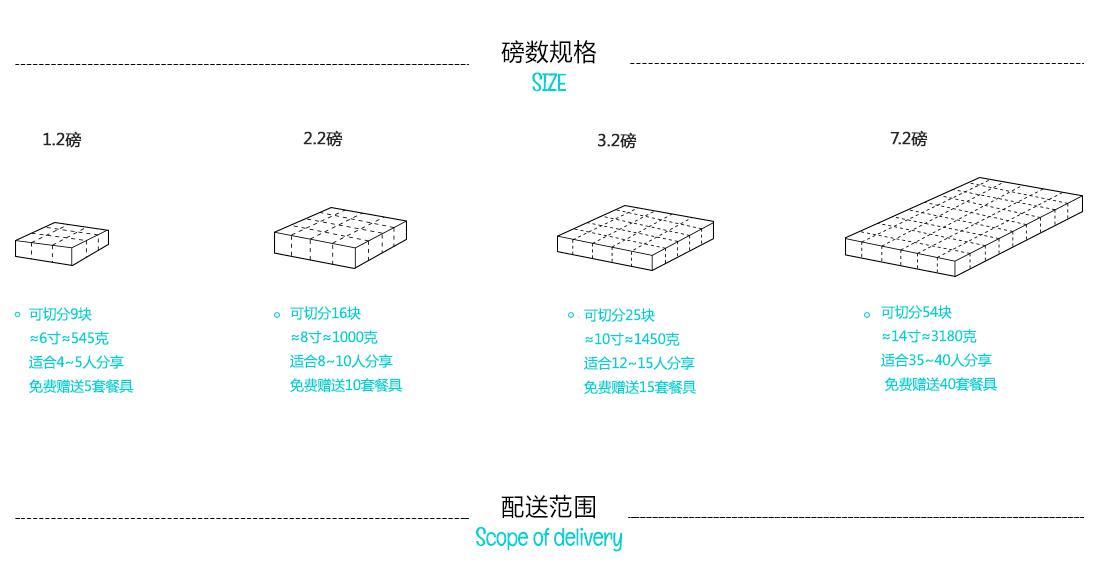 磅数规格
SIZE
1.2磅
2.2磅
3.2磅
7.2磅
可切分9块
≈6寸≈545克
适合4~5人分享
免费赠送5套餐具
可切分16块
≈8寸≈1000克
适合8~10人分享
免费赠送10套餐具
可切分25块
≈10寸≈1450克
适合12~15人分享
免费赠送15套餐具
可切分54块
≈14寸≈3180克
适合35~40人分享
免费赠送40套餐具
配送范围
Scope of delivery